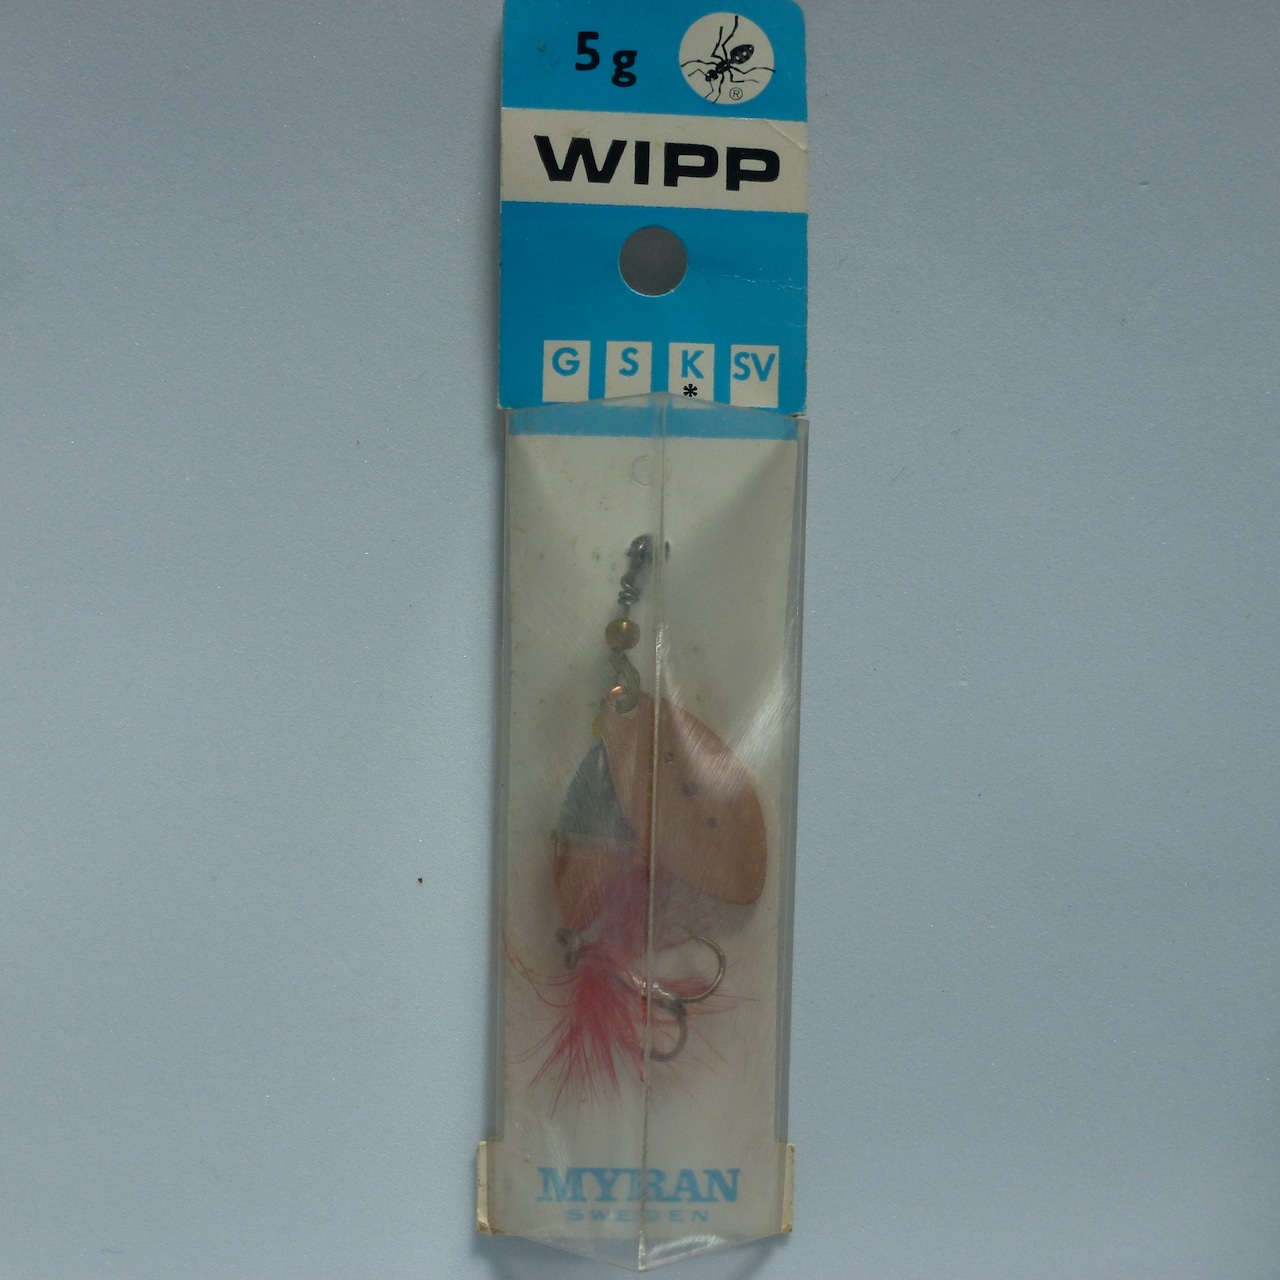 5g
®
WIPP
G S K SV
*
MYRAN
SWEDEN